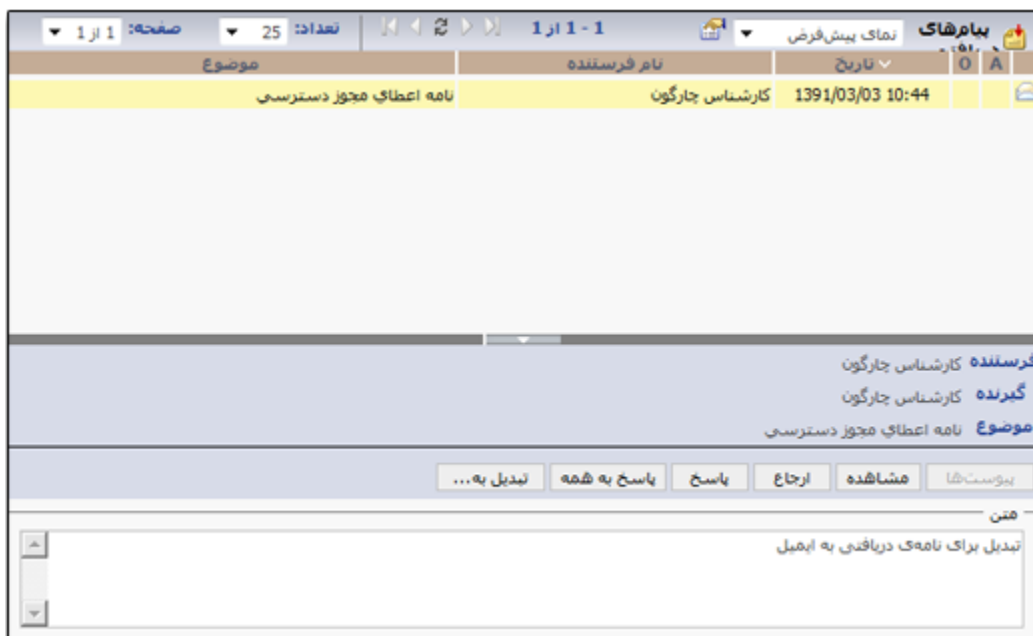 پیامهای نمای پیش‌فرض 1 - 1 از 1 تعداد: 25 صفحه: 1 از 1
A O تاریخ نام فرستنده موضوع
1391/03/03 10:44 کارشناس چارگون نامه اعطای مجوز دسترسی
فرستنده کارشناس چارگون
گیرنده کارشناس چارگون
موضوع نامه اعطای مجوز دسترسی
پیوست‌ها مشاهده ارجاع پاسخ پاسخ به همه تبدیل به...
متن
تبدیل برای نامه‌ی دریافتی به ایمیل